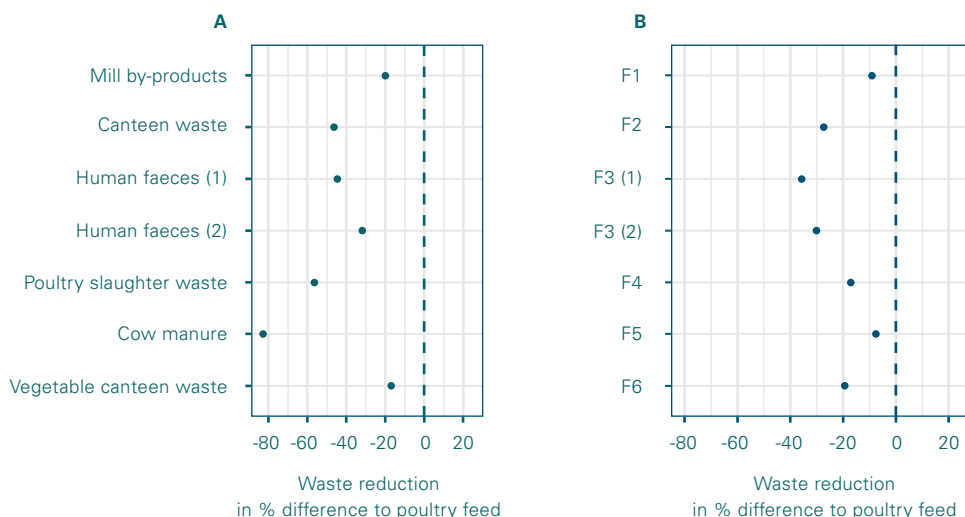 A
Mill by-products
Canteen waste
Human faeces (1)
Human faeces (2)
Poultry slaughter waste
Cow manure
Vegetable canteen waste
-80 -60 -40 -20 0 20
Waste reduction
in % difference to poultry feed
B
F1
F2
F3 (1)
F3 (2)
F4
F5
F6
-80 -60 -40 -20 0 20
Waste reduction
in % difference to poultry feed